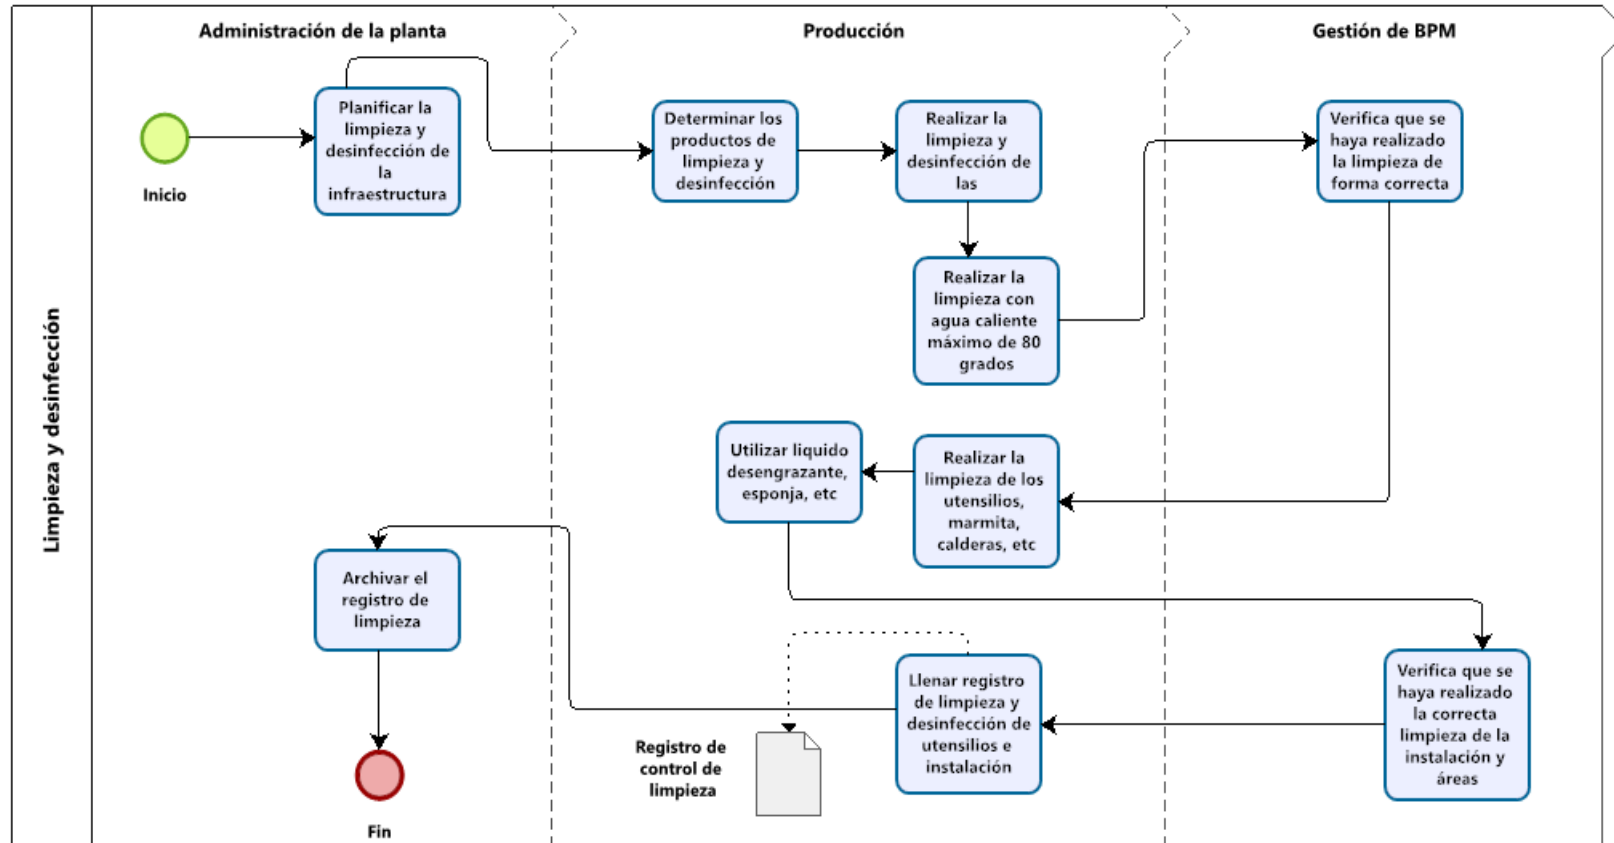 Administración de la planta
Producción
Gestión de BPM
Limpieza y desinfección
Inicio
Planificar la
limpieza y
desinfección de
la
infraestructura
Determinar los
productos de
limpieza y
desinfección
Realizar la
limpieza y
desinfección de
las
Verifica que se
haya realizado
la limpieza de
forma correcta
Realizar la
limpieza con
agua caliente
máximo de 80
grados
Utilizar liquido
desengrazante,
esponja, etc
Realizar la
limpieza de los
utensilios,
marmita,
calderas, etc
Archivar el
registro de
limpieza
Registro de
control de
limpieza
Llenar registro
de limpieza y
desinfección de
utensilios e
instalación
Verifica que se
haya realizado
la correcta
limpieza de la
instalación y
áreas
Fin